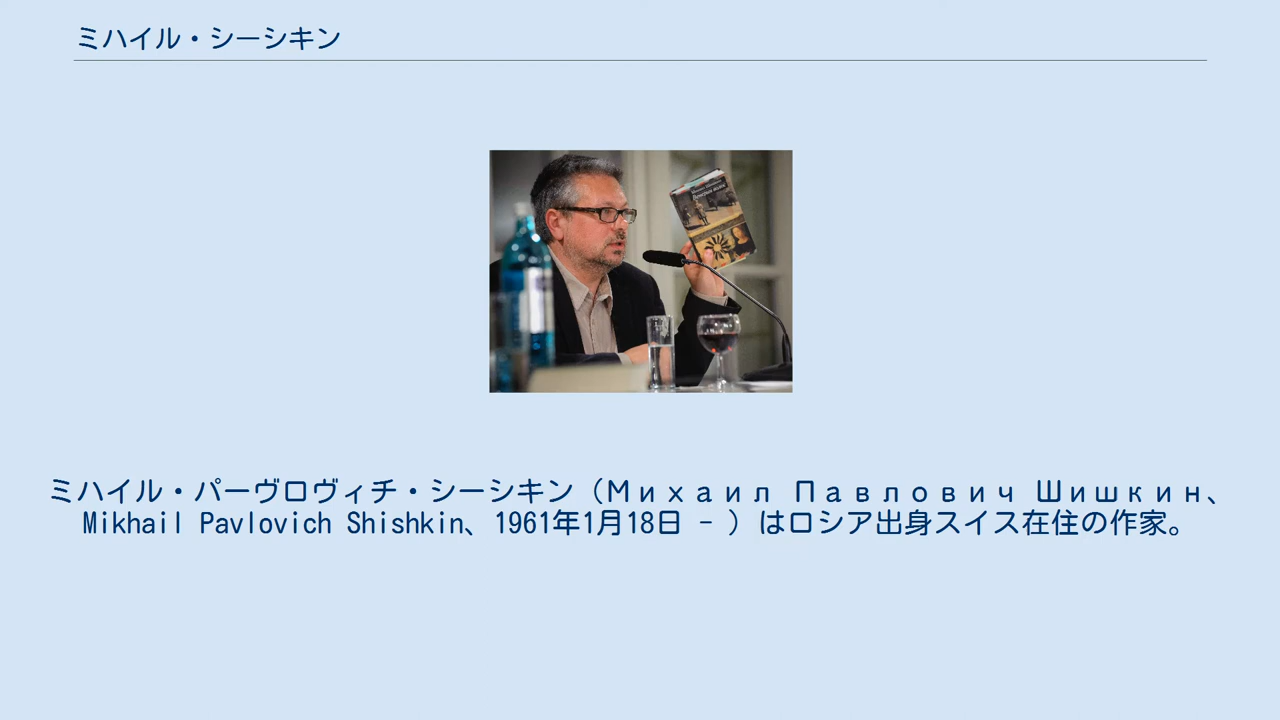 ミハイル・シーシキン
ミハイル・パーヴロヴィチ・シーシキン（Михаил Павлович Шишкин、
Mikhail Pavlovich Shishkin、1961年1月18日 - ）はロシア出身スイス在住の作家。